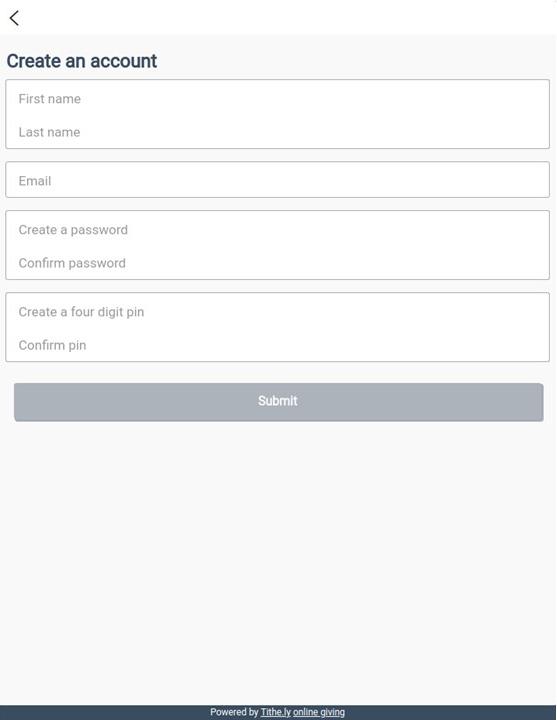 Create an account
First name
Last name
Email
Create a password
Confirm password
Create a four digit pin
Confirm pin
Submit
Powered by Tithe.ly online giving